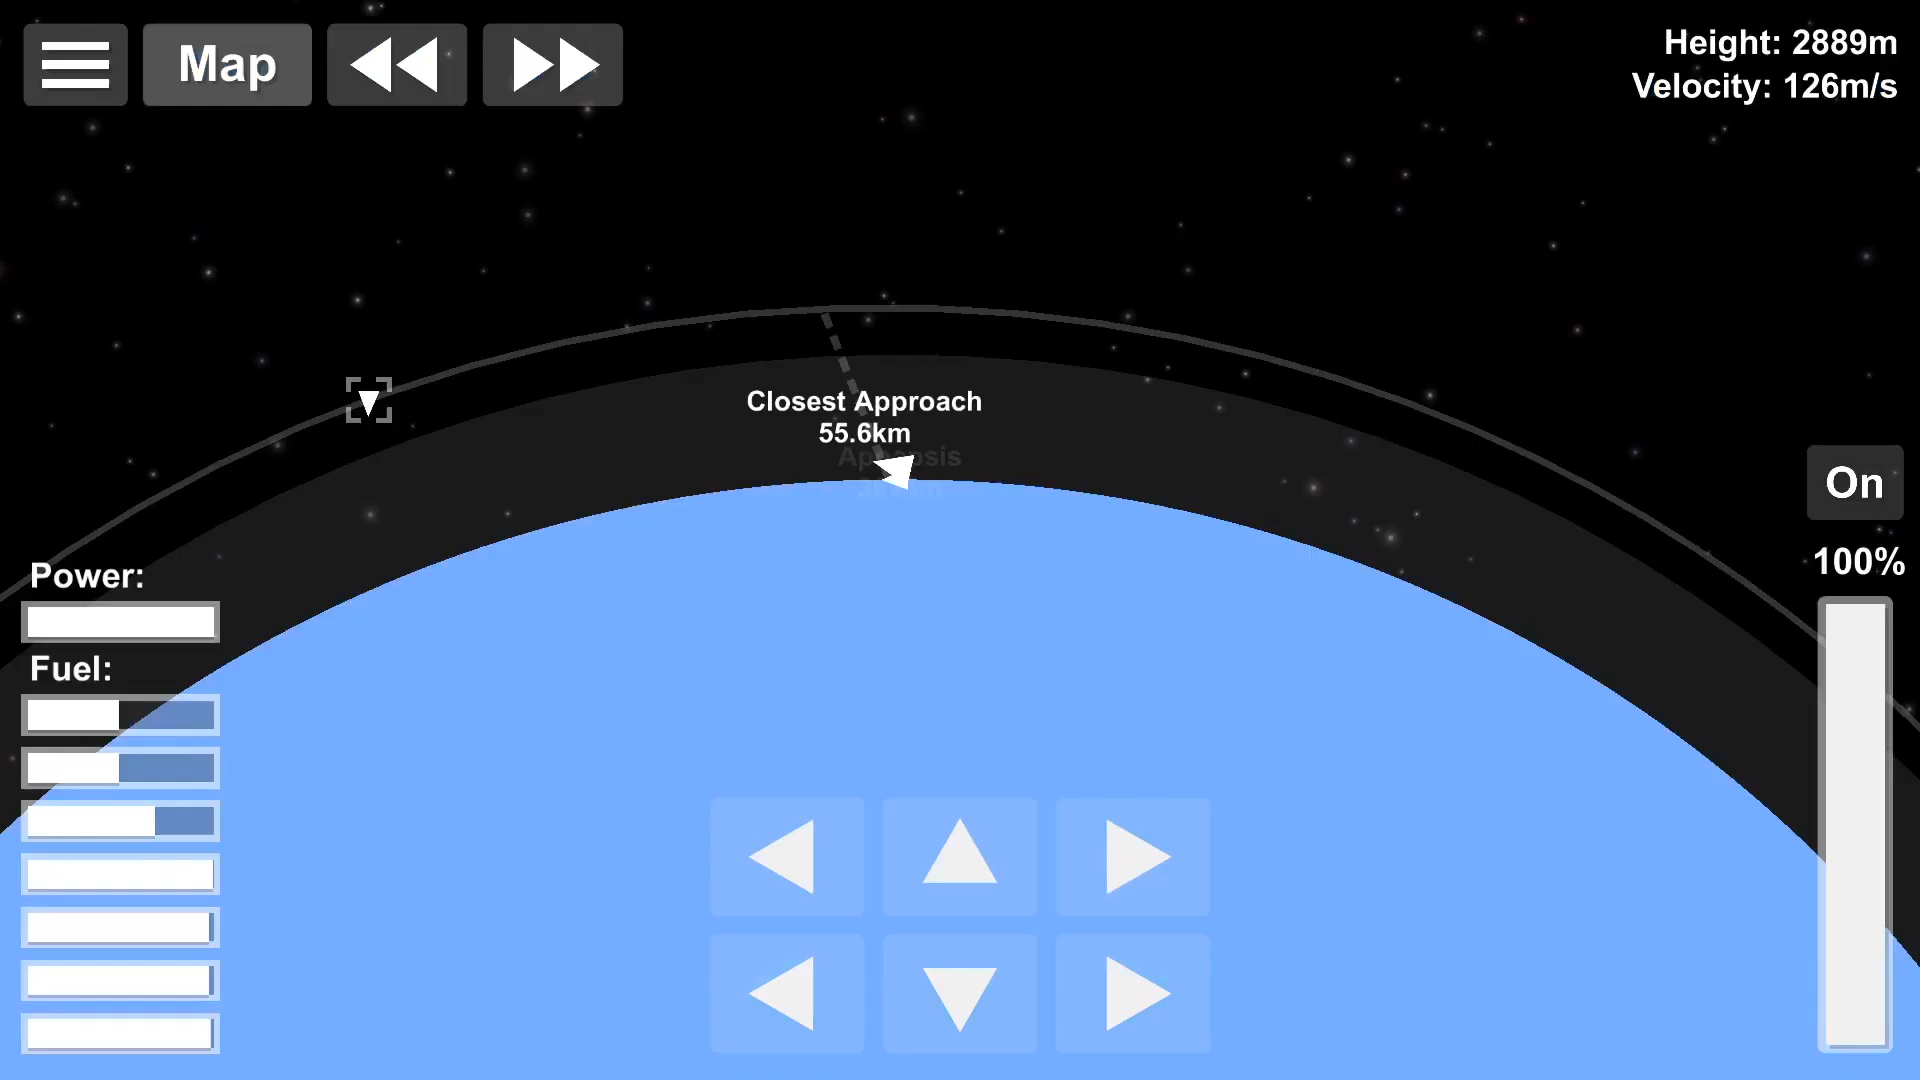 Map
Height: 2889m
Velocity: 126m/s
Closest Approach
55.6km
On
100%
Power:
Fuel: